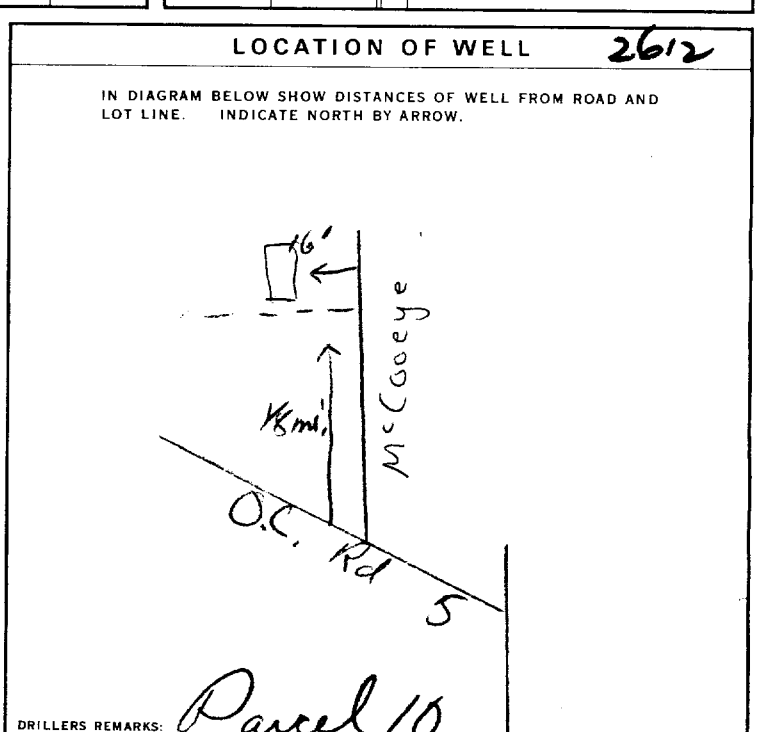 LOCATION OF WELL 2612
IN DIAGRAM BELOW SHOW DISTANCES OF WELL FROM ROAD AND
LOT LINE. INDICATE NORTH BY ARROW.
16'
McCooeye
1/8 mi.
O.C. Rd 5
DRILLERS REMARKS: Parcel 10